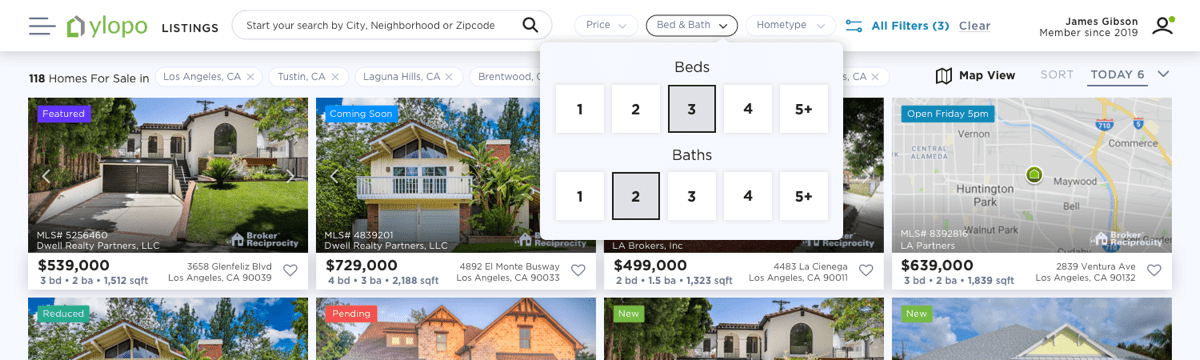 ylopo
LISTINGS
Start your search by City, Neighborhood or Zipcode
Price
Bed & Bath
Hometype
All Filters (3)
Clear
James Gibson
Member since 2019
118 Homes For Sale in
Los Angeles, CA
Tustin, CA
Laguna Hills, CA
Brentwood,
CA
Map View
SORT
TODAY 6
Beds
1
2
3
4
5+
Baths
1
2
3
4
5+
Featured
MLS# 5256460
Dwell Realty Partners, LLC
Broker Reciprocity
$539,000
3658 Glenfeliz Blvd
3 bd • 2 ba • 1,512 sqft
Los Angeles, CA 90039
Coming Soon
MLS# 4839201
Dwell Realty Partners, LLC
Broker Reciprocity
$729,000
4892 El Monte Busway
4 bd • 3 ba • 2,188 sqft
Los Angeles, CA 90033
LA Brokers, Inc
Reciprocity
$499,000
4483 La Cienega
2 bd • 1.5 ba • 1,323 sqft
Los Angeles, CA 90011
Open Friday 5pm
Vernon
710
5
Commerce
CENTRAL
ALAMEDA
Huntington
Park
Maywood
Bell
Walnut Park
MLS# 8392816
LA Partners
Broker Reciprocity
$639,000
2839 Ventura Ave
3 bd • 2 ba • 1,839 sqft
Los Angeles, CA 90132
Reduced
Pending
New
New